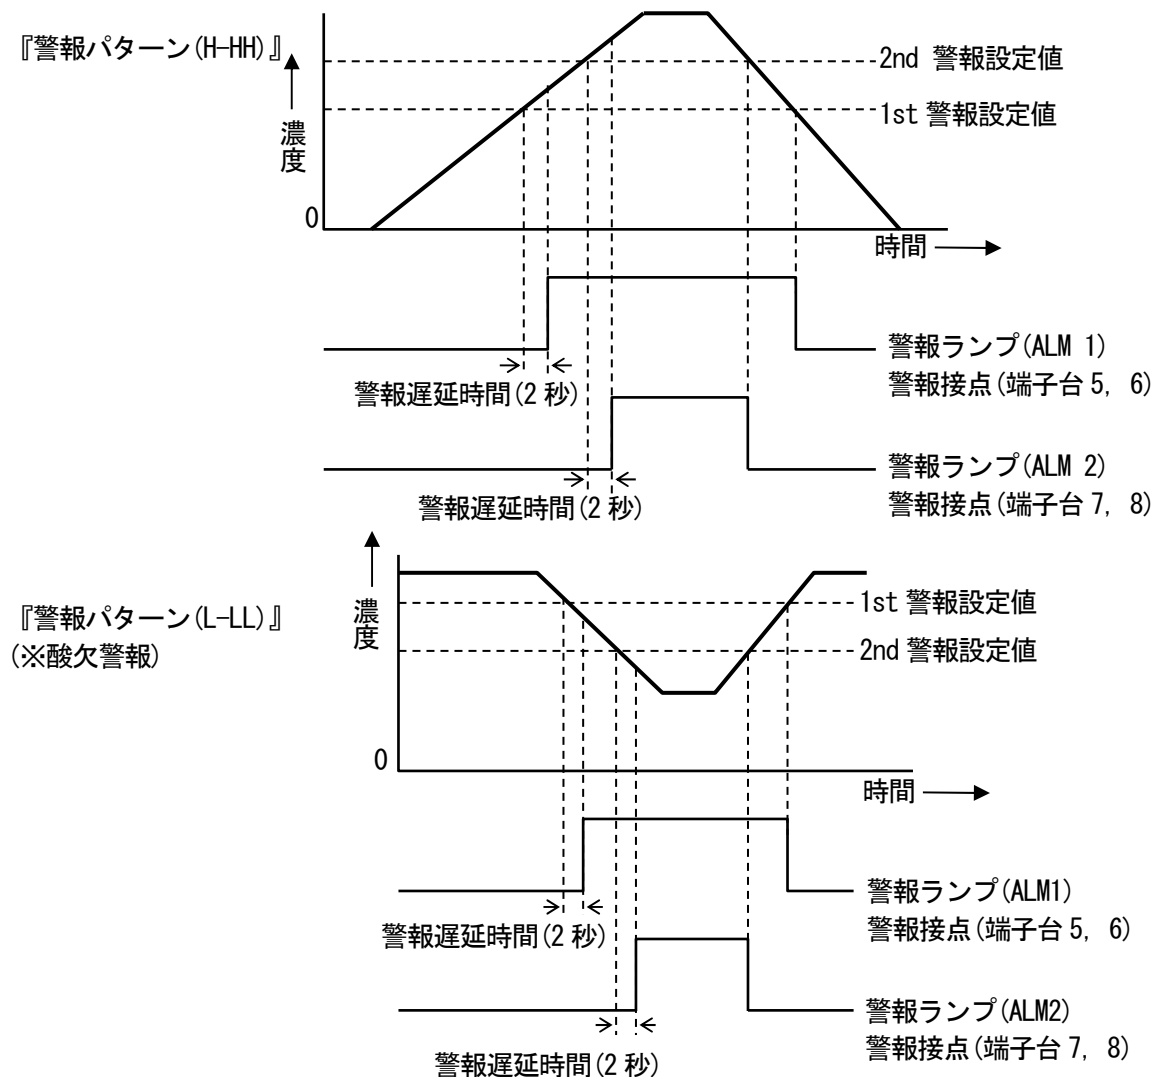 『警報パターン(H-HH)』
濃度
2nd 警報設定値
1st 警報設定値
0
時間
警報ランプ(ALM 1)
警報接点(端子台 5, 6)
警報遅延時間(2 秒)
警報ランプ(ALM 2)
警報接点(端子台 7, 8)
警報遅延時間(2 秒)
『警報パターン(L-LL)』
(※酸欠警報)
濃度
1st 警報設定値
2nd 警報設定値
0
時間
警報ランプ(ALM1)
警報接点(端子台 5, 6)
警報遅延時間(2 秒)
警報ランプ(ALM2)
警報接点(端子台 7, 8)
警報遅延時間(2 秒)